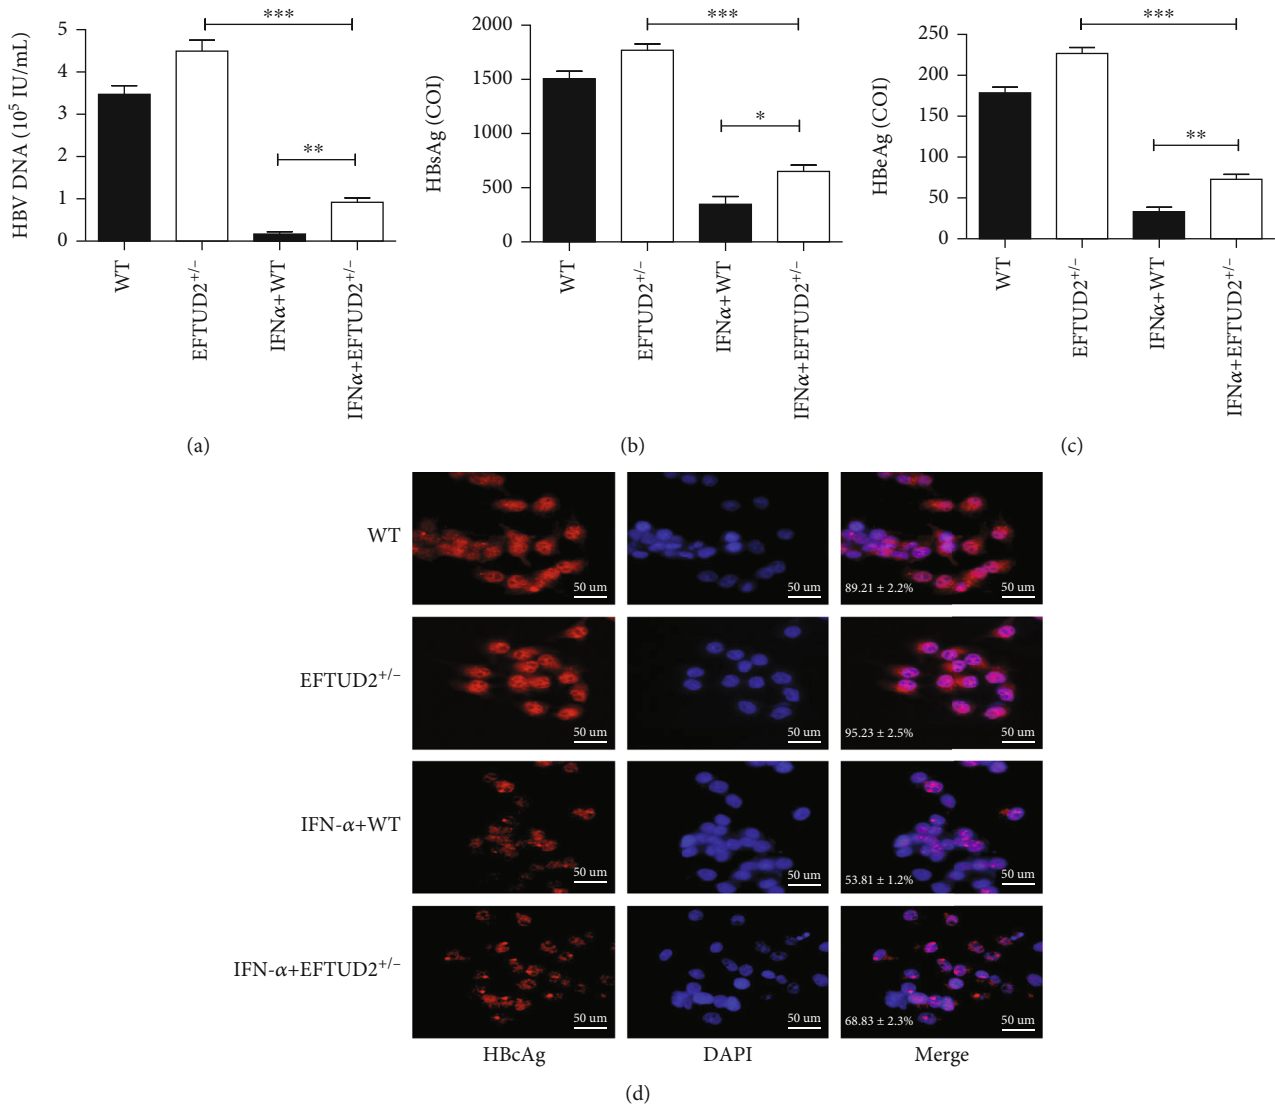 HBV DNA (10⁵ IU/mL)
5
4
3
2
1
0
***
**
WT
EFTUD2⁺/⁻
IFNα+WT
IFNα+EFTUD2⁺/⁻
(a)
HBsAg (COI)
2000
1500
1000
500
0
***
*
WT
EFTUD2⁺/⁻
IFNα+WT
IFNα+EFTUD2⁺/⁻
(b)
HBeAg (COI)
250
200
150
100
50
0
***
**
WT
EFTUD2⁺/⁻
IFNα+WT
IFNα+EFTUD2⁺/⁻
(c)
WT
50 um
50 um
89.21 ± 2.2%
50 um
EFTUD2⁺/⁻
50 um
50 um
95.23 ± 2.5%
50 um
IFN-α+WT
50 um
50 um
53.81 ± 1.2%
50 um
IFN-α+EFTUD2⁺/⁻
50 um
50 um
68.83 ± 2.3%
50 um
HBcAg
DAPI
Merge
(d)